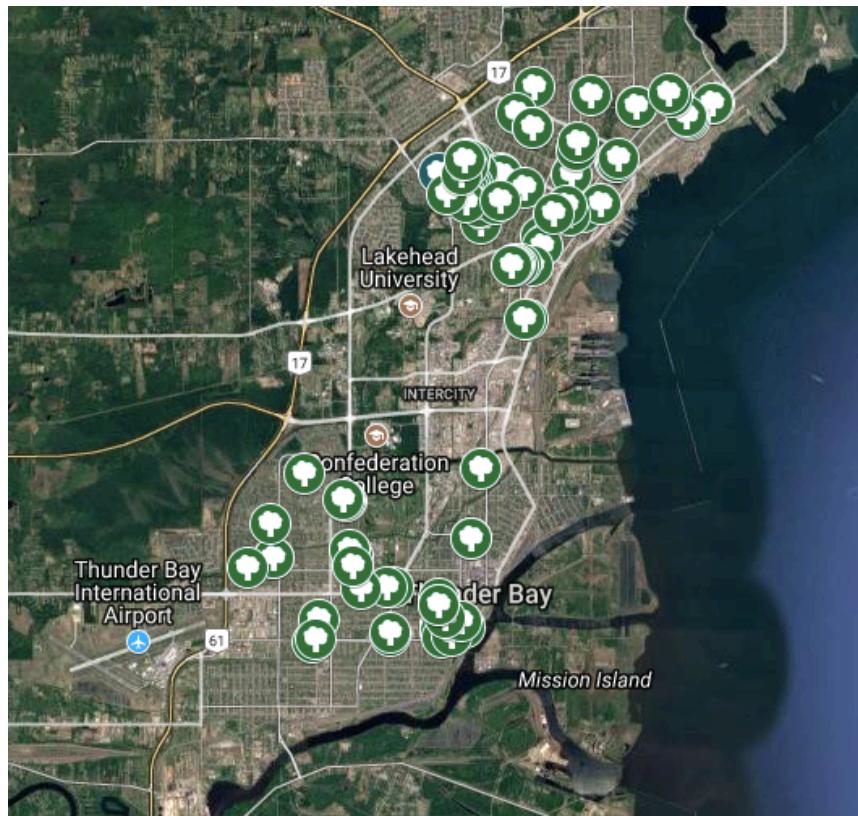 17
Lakehead
University
17
INTERCITY
Confederation
College
Thunder Bay
International
Airport
Thunder Bay
61
Mission Island